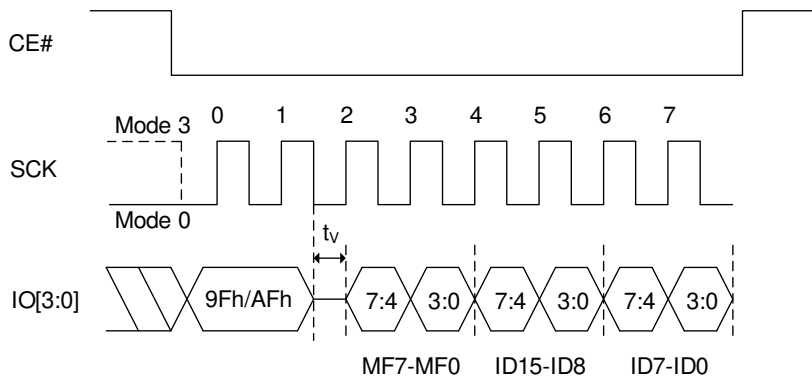 CE#
0 1 2 3 4 5 6 7
Mode 3
SCK
Mode 0
tV
IO[3:0]
9Fh/AFh 7:4 3:0 7:4 3:0 7:4 3:0
MF7-MF0 ID15-ID8 ID7-ID0